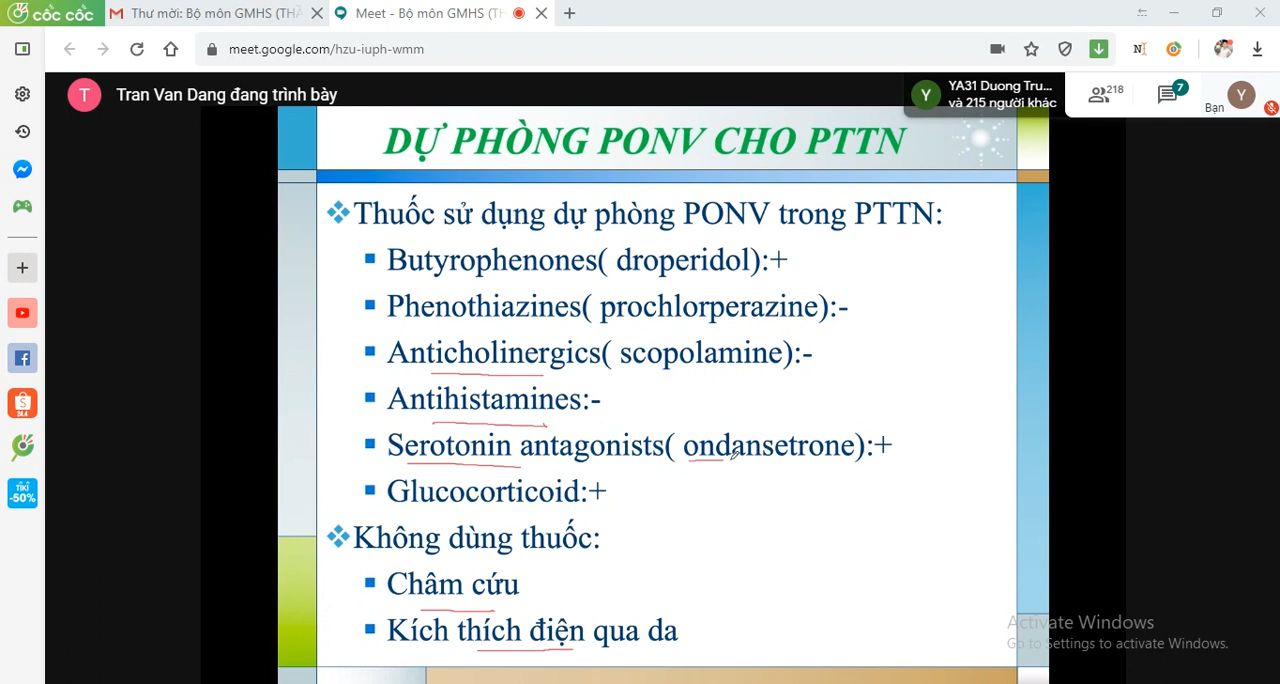 cốc cốc
Thư mời: Bộ môn GMHS (TH
Meet - Bộ môn GMHS (TH
meet.google.com/hzu-iuph-wmm
T
Tran Van Dang đang trình bày
Y
YA31 Duong Tru...
và 215 người khác
218
7
Bạn
Y
DỰ PHÒNG PONV CHO PTTN
Thuốc sử dụng dự phòng PONV trong PTTN:
Butyrophenones( droperidol):+
Phenothiazines( prochlorperazine):-
Anticholinergics( scopolamine):-
Antihistamines:-
Serotonin antagonists( ondansetrone):+
Glucocorticoid:+
Không dùng thuốc:
Châm cứu
Kích thích điện qua da
TIKI
-50%
Activate Windows
Go to Settings to activate Windows.